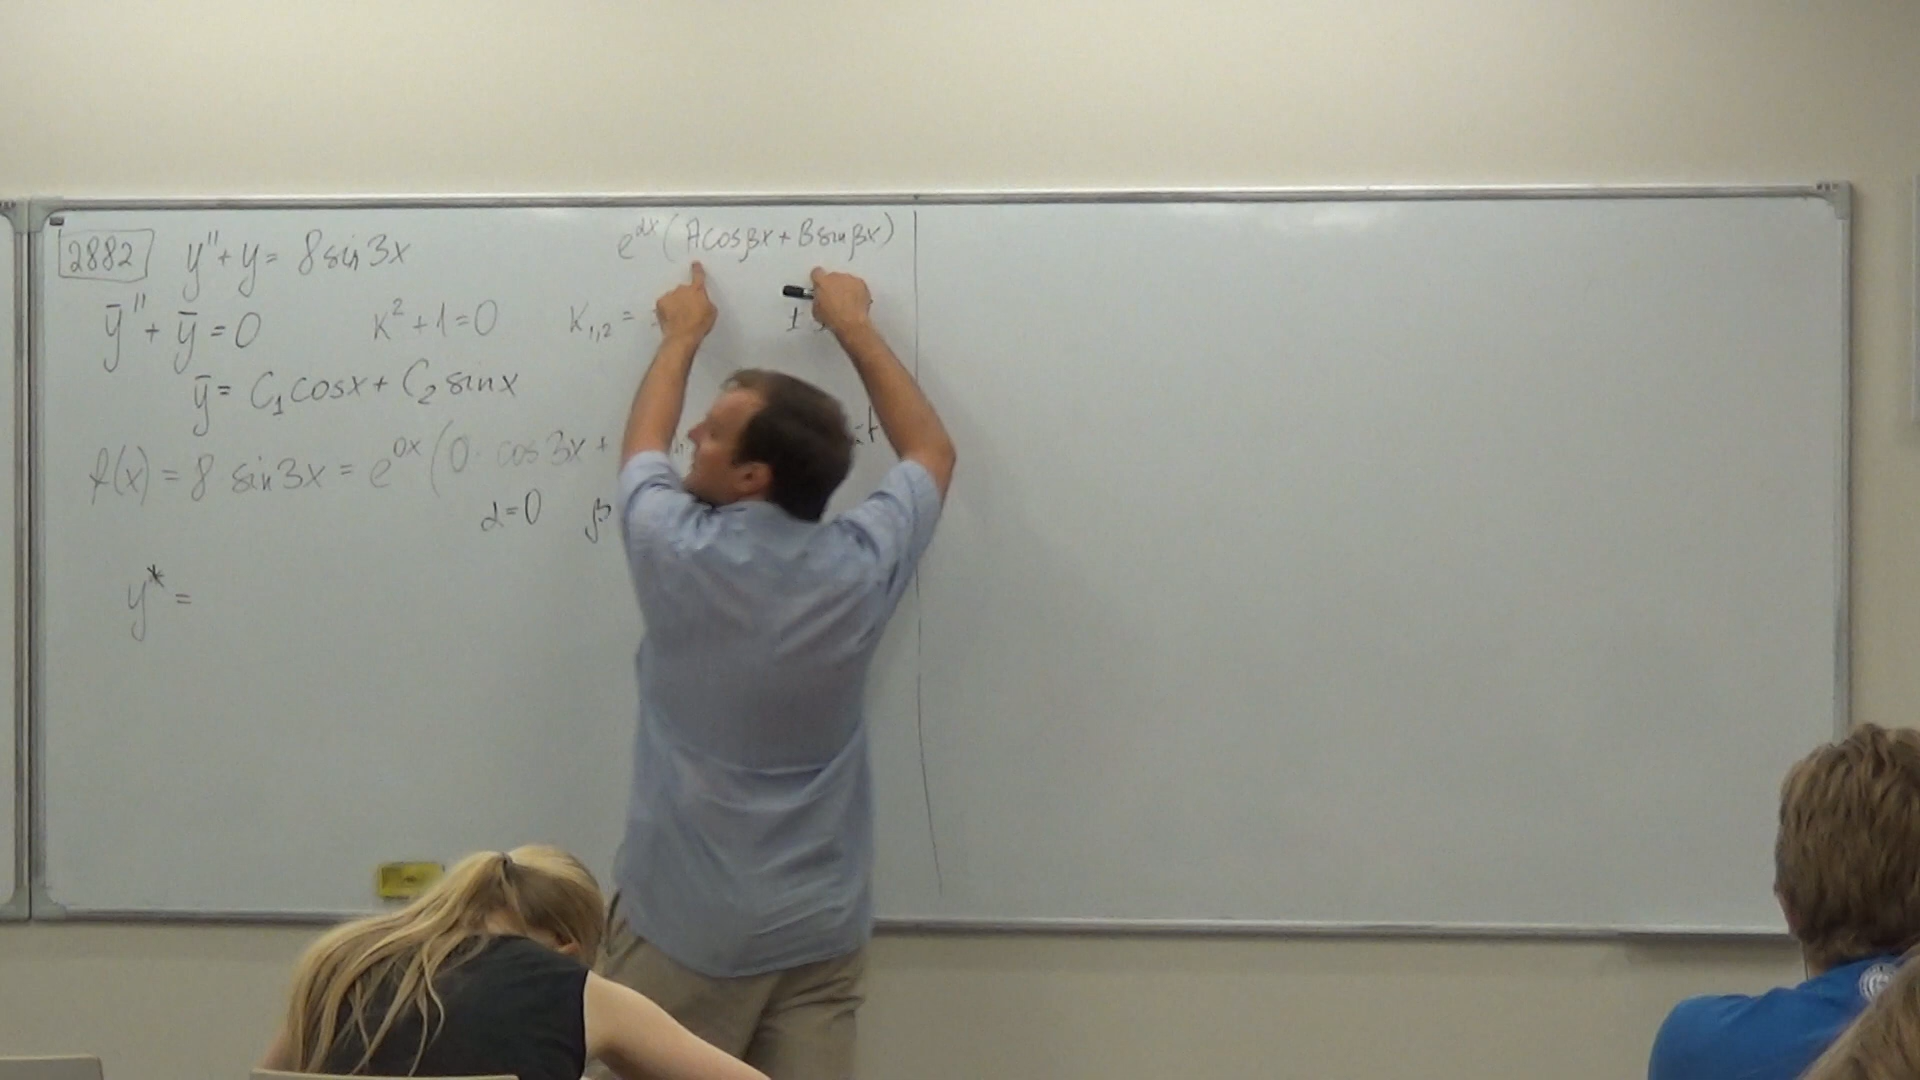 2882 y'' + y = 8 sin 3x
e^{αx} (A cos βx + B sin βx)
ȳ'' + ȳ = 0 K² + 1 = 0 K_{1,2} =
ȳ = C₁ cos x + C₂ sin x
f(x) = 8 sin 3x = e^{0x} (0 · cos 3x +
α = 0 β
y* =